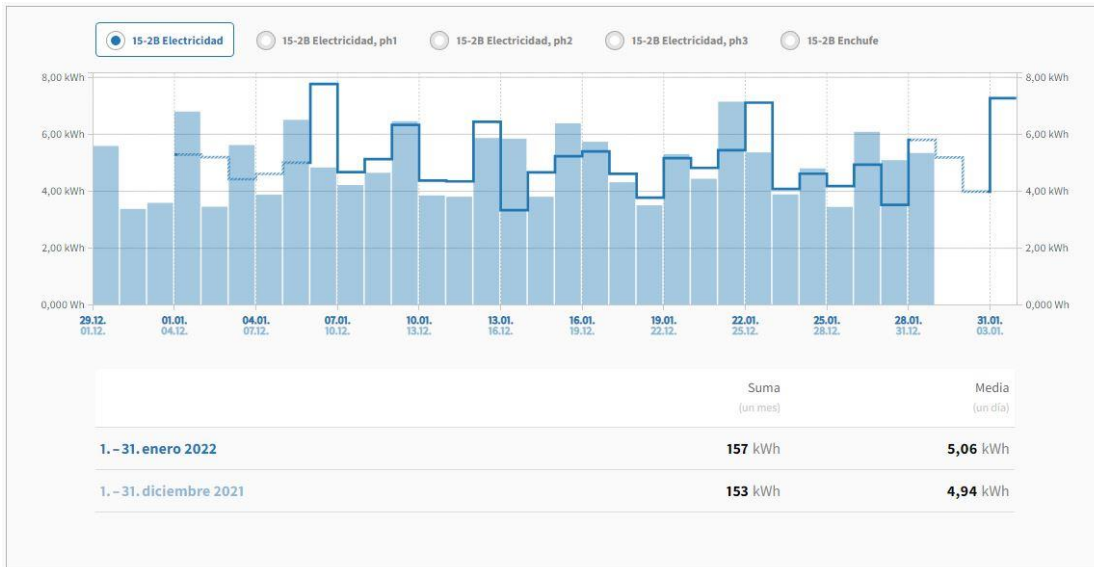 15-2B Electricidad 15-2B Electricidad, ph1 15-2B Electricidad, ph2 15-2B Electricidad, ph3 15-2B Enchufe
8,00 kWh 8,00 kWh
6,00 kWh 6,00 kWh
4,00 kWh 4,00 kWh
2,00 kWh 2,00 kWh
0,000 Wh 0,000 Wh
29.12. 01.01. 04.01. 07.01. 10.01. 13.01. 16.01. 19.01. 22.01. 25.01. 28.01. 31.01.
01.12. 04.12. 07.12. 10.12. 13.12. 16.12. 19.12. 22.12. 25.12. 28.12. 31.12. 03.01.
Suma Media
(un mes) (un día)
1. – 31. enero 2022 157 kWh 5,06 kWh
1. – 31. diciembre 2021 153 kWh 4,94 kWh